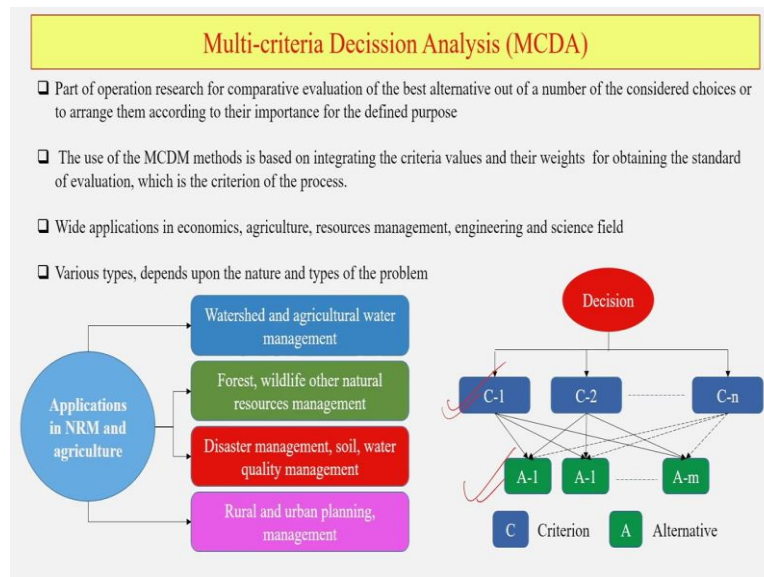 Multi-criteria Decission Analysis (MCDA)
❑ Part of operation research for comparative evaluation of the best alternative out of a number of the considered choices or
to arrange them according to their importance for the defined purpose
❑ The use of the MCDM methods is based on integrating the criteria values and their weights for obtaining the standard
of evaluation, which is the criterion of the process.
❑ Wide applications in economics, agriculture, resources management, engineering and science field
❑ Various types, depends upon the nature and types of the problem
Applications
in NRM and
agriculture
Watershed and agricultural water
management
Forest, wildlife other natural
resources management
Disaster management, soil, water
quality management
Rural and urban planning,
management
Decision
C-1 C-2 C-n
A-1 A-1 A-m
C Criterion A Alternative